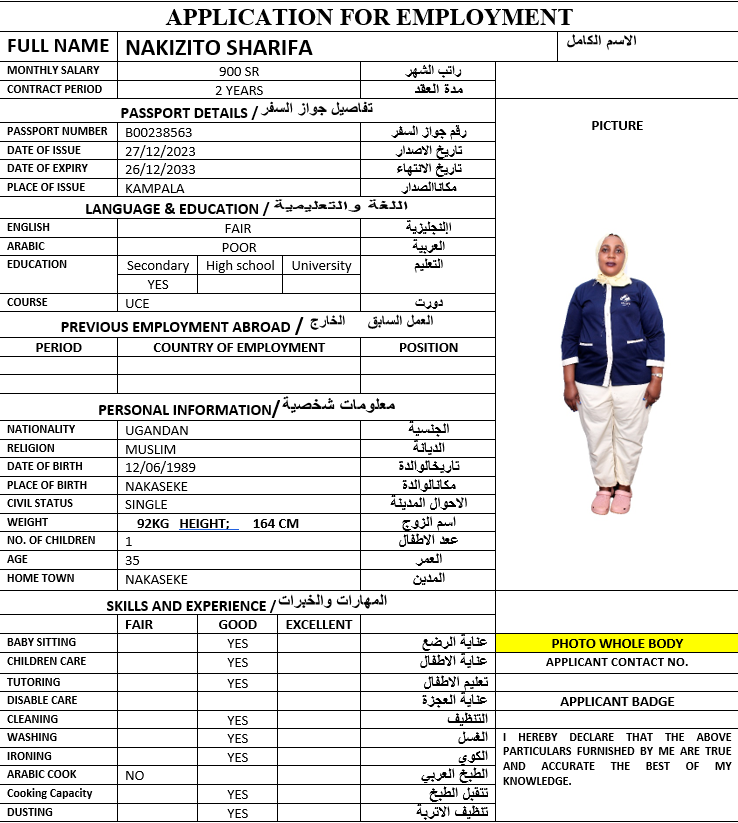 APPLICATION FOR EMPLOYMENT
FULL NAME NAKIZITO SHARIFA الاسم الكامل
MONTHLY SALARY 900 SR راتب الشهر
CONTRACT PERIOD 2 YEARS مدة العقد
PASSPORT DETAILS / تفاصيل جواز السفر
PICTURE
PASSPORT NUMBER B00238563 رقم جواز السفر
DATE OF ISSUE 27/12/2023 تاريخ الاصدار
DATE OF EXPIRY 26/12/2033 تاريخ الانتهاء
PLACE OF ISSUE KAMPALA مكاناالصدار
LANGUAGE & EDUCATION / اللغة والتعليمية
ENGLISH FAIR اإلنجليزية
ARABIC POOR العربية
EDUCATION Secondary High school University التعليم
YES
COURSE UCE دورت
PREVIOUS EMPLOYMENT ABROAD / العمل السابق الخارج
PERIOD COUNTRY OF EMPLOYMENT POSITION
PERSONAL INFORMATION/ معلومات شخصية
NATIONALITY UGANDAN الجنسية
RELIGION MUSLIM الديانة
DATE OF BIRTH 12/06/1989 تاريخالوالدة
PLACE OF BIRTH NAKASEKE مكانالوالدة
CIVIL STATUS SINGLE الاحوال المدينة
WEIGHT 92KG HEIGHT; 164 CM اسم الزوج
NO. OF CHILDREN 1 عدد الاطفال
AGE 35 العمر
HOME TOWN NAKASEKE المدين
SKILLS AND EXPERIENCE / المهارات والخبرات
FAIR GOOD EXCELLENT
BABY SITTING YES عناية الرضع
PHOTO WHOLE BODY
CHILDREN CARE YES عناية الاطفال
APPLICANT CONTACT NO.
TUTORING YES تعليم الاطفال
DISABLE CARE عناية العجزة
APPLICANT BADGE
CLEANING YES التنظيف
WASHING YES الغسل
IRONING YES الكوي
ARABIC COOK NO الطبخ العربي
Cooking Capacity YES تتقبل الطبخ
DUSTING YES تنظيف الاتربة
I HEREBY DECLARE THAT THE ABOVE
PARTICULARS FURNISHED BY ME ARE TRUE
AND ACCURATE THE BEST OF MY
KNOWLEDGE.